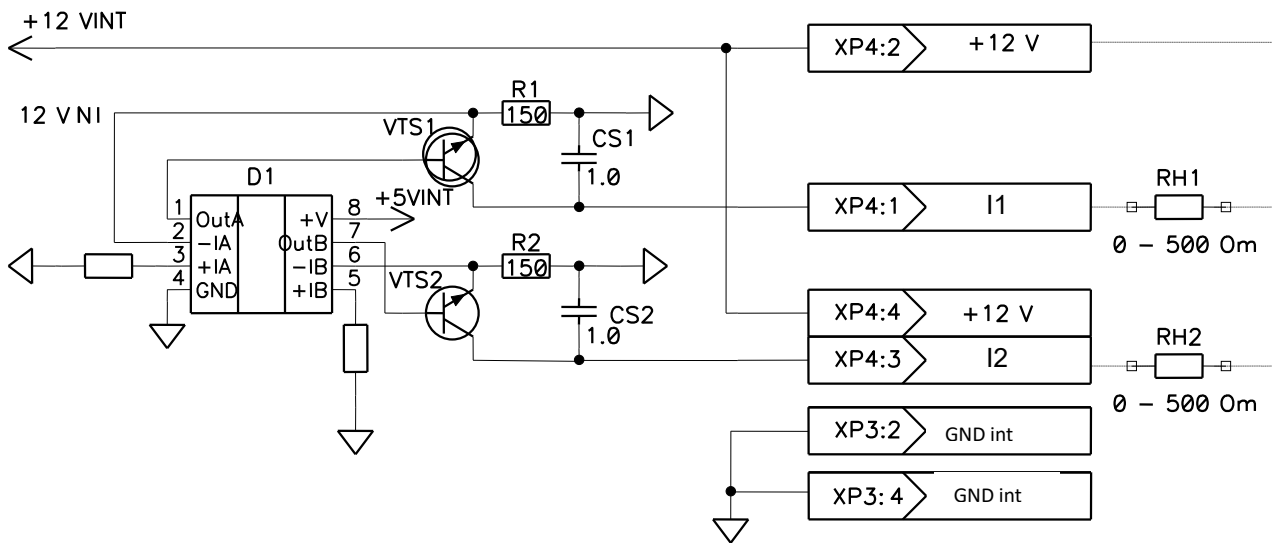 +12 VINT
XP4:2
+12 V
12 VNI
R1
150
VTS1
CS1
1.0
D1
+5VINT
1
OutA
+V
8
2
-IA
OutB
7
3
+IA
-IB
6
4
GND
+IB
5
XP4:1
I1
RH1
0 - 500 Om
R2
150
VTS2
CS2
1.0
XP4:4
+12 V
XP4:3
I2
RH2
0 - 500 Om
XP3:2
GND int
XP3: 4
GND int